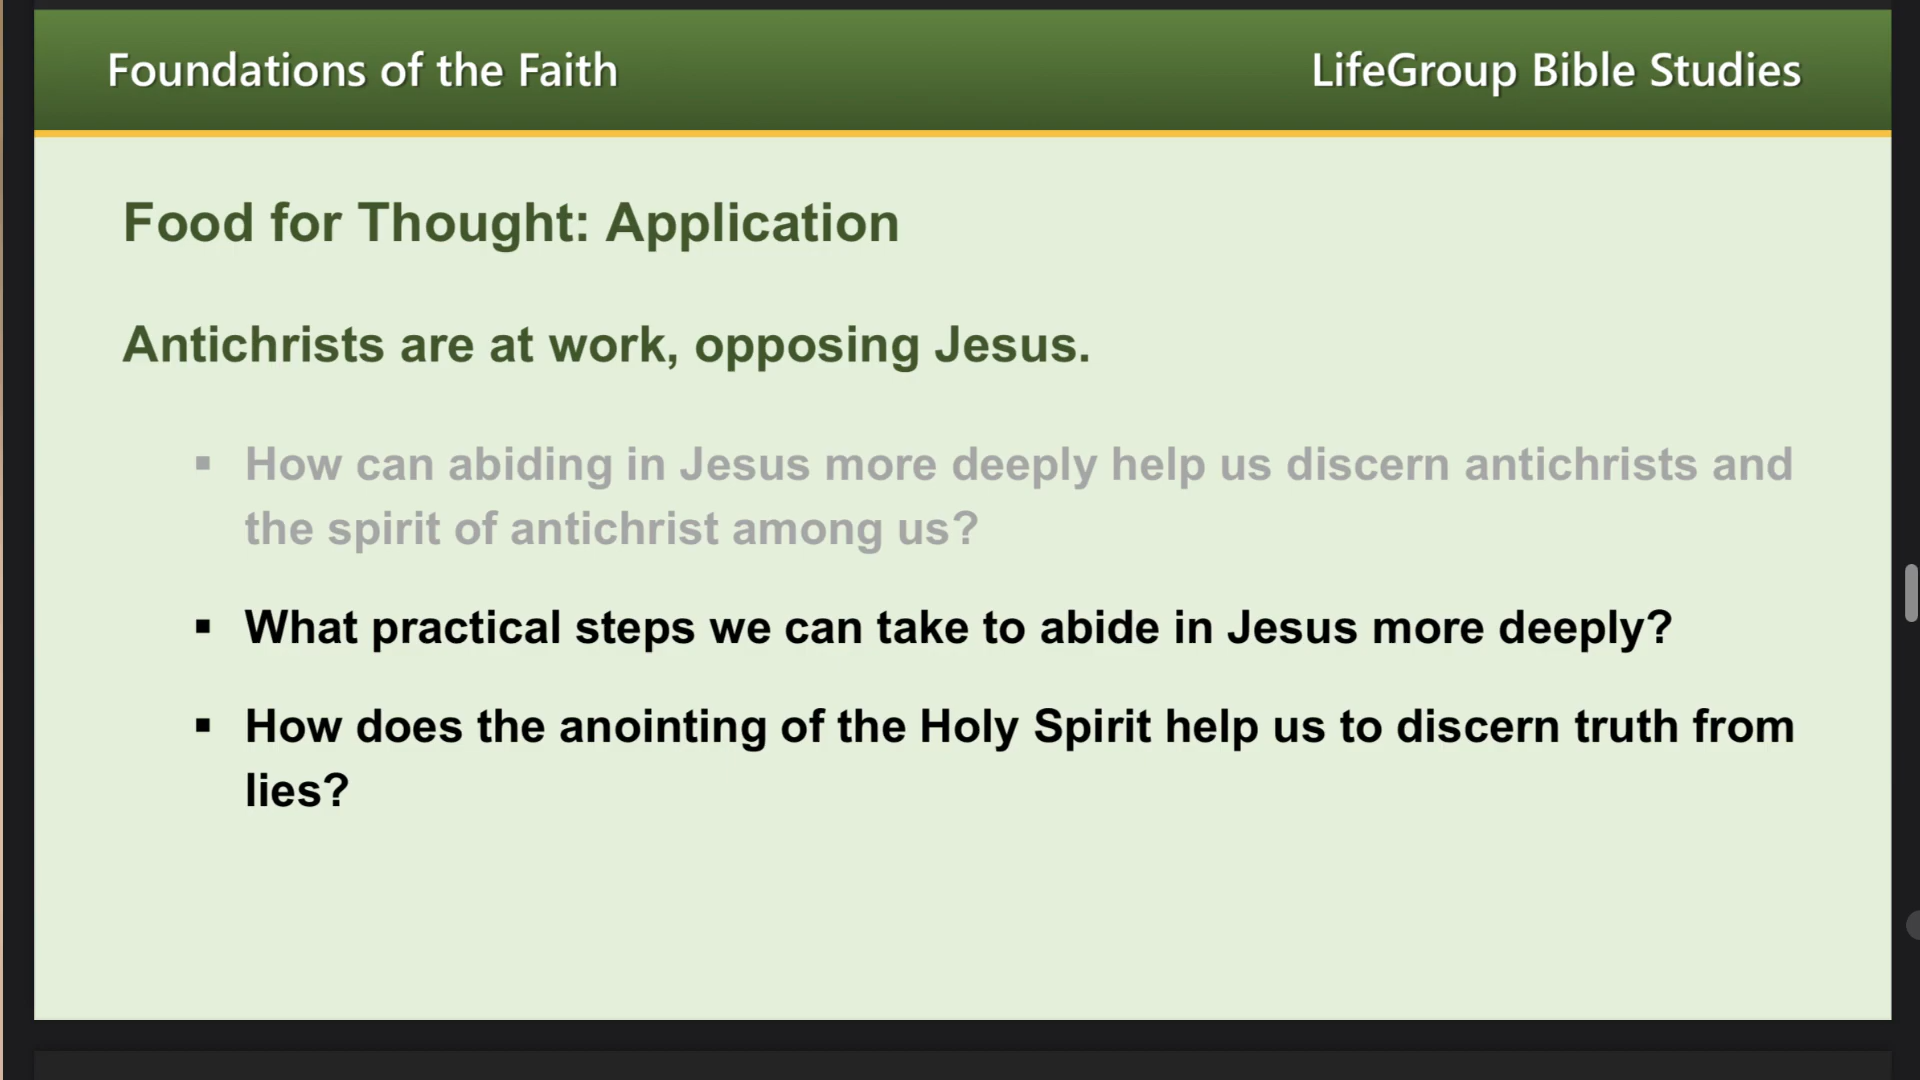 Foundations of the Faith
LifeGroup Bible Studies
Food for Thought: Application
Antichrists are at work, opposing Jesus.
▪ How can abiding in Jesus more deeply help us discern antichrists and
the spirit of antichrist among us?
▪ What practical steps we can take to abide in Jesus more deeply?
▪ How does the anointing of the Holy Spirit help us to discern truth from
lies?